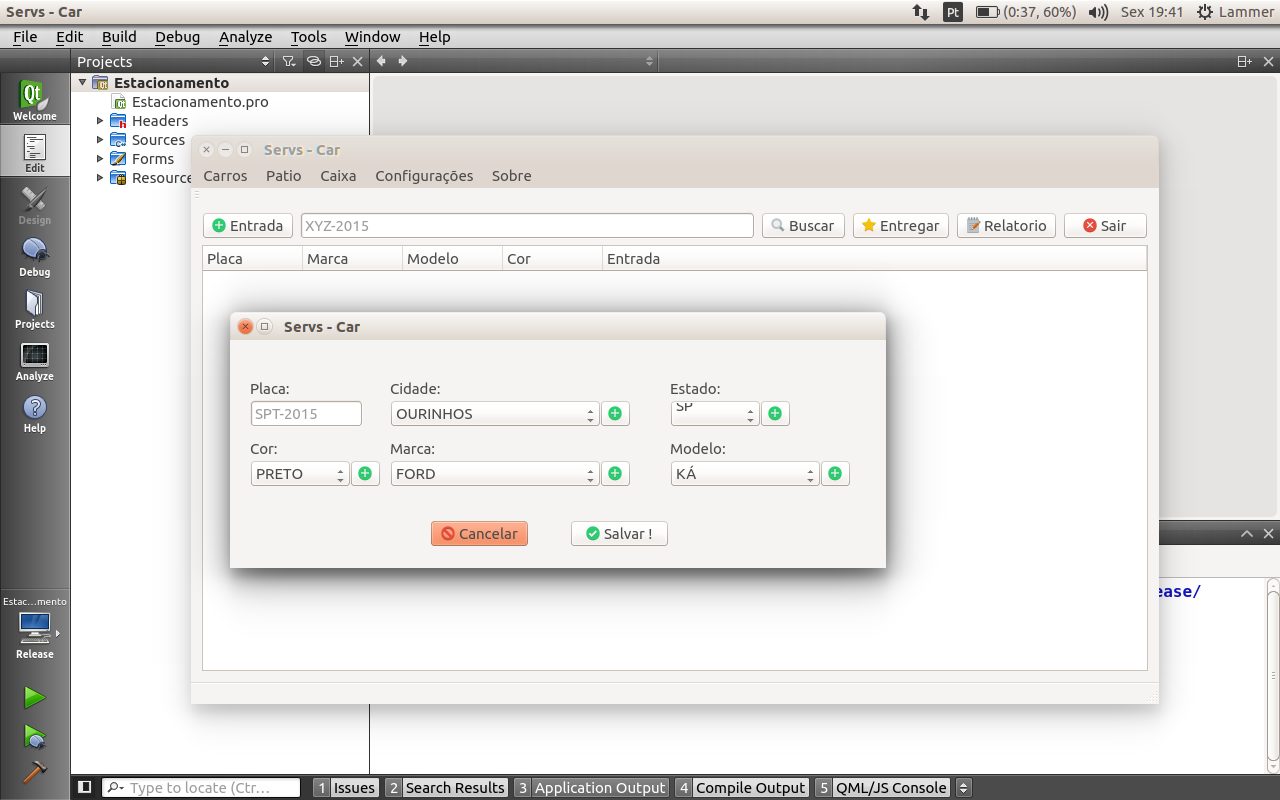 Servs - Car
Pt (0:37, 60%) Sex 19:41 Lammer
File Edit Build Debug Analyze Tools Window Help
Projects
Qt
Welcome
Edit
Design
Debug
Projects
Analyze
Help
Estac...mento
Release
Estacionamento
Estacionamento.pro
Headers
Sources
Forms
Resource
Servs - Car
Carros Patio Caixa Configurações Sobre
Entrada XYZ-2015 Buscar Entregar Relatorio Sair
Placa Marca Modelo Cor Entrada
Servs - Car
Placa: Cidade: Estado:
SPT-2015 OURINHOS SP
Cor: Marca: Modelo:
PRETO FORD KÁ
Cancelar Salvar !
ease/
Type to locate (Ctr... 1 Issues 2 Search Results 3 Application Output 4 Compile Output 5 QML/JS Console